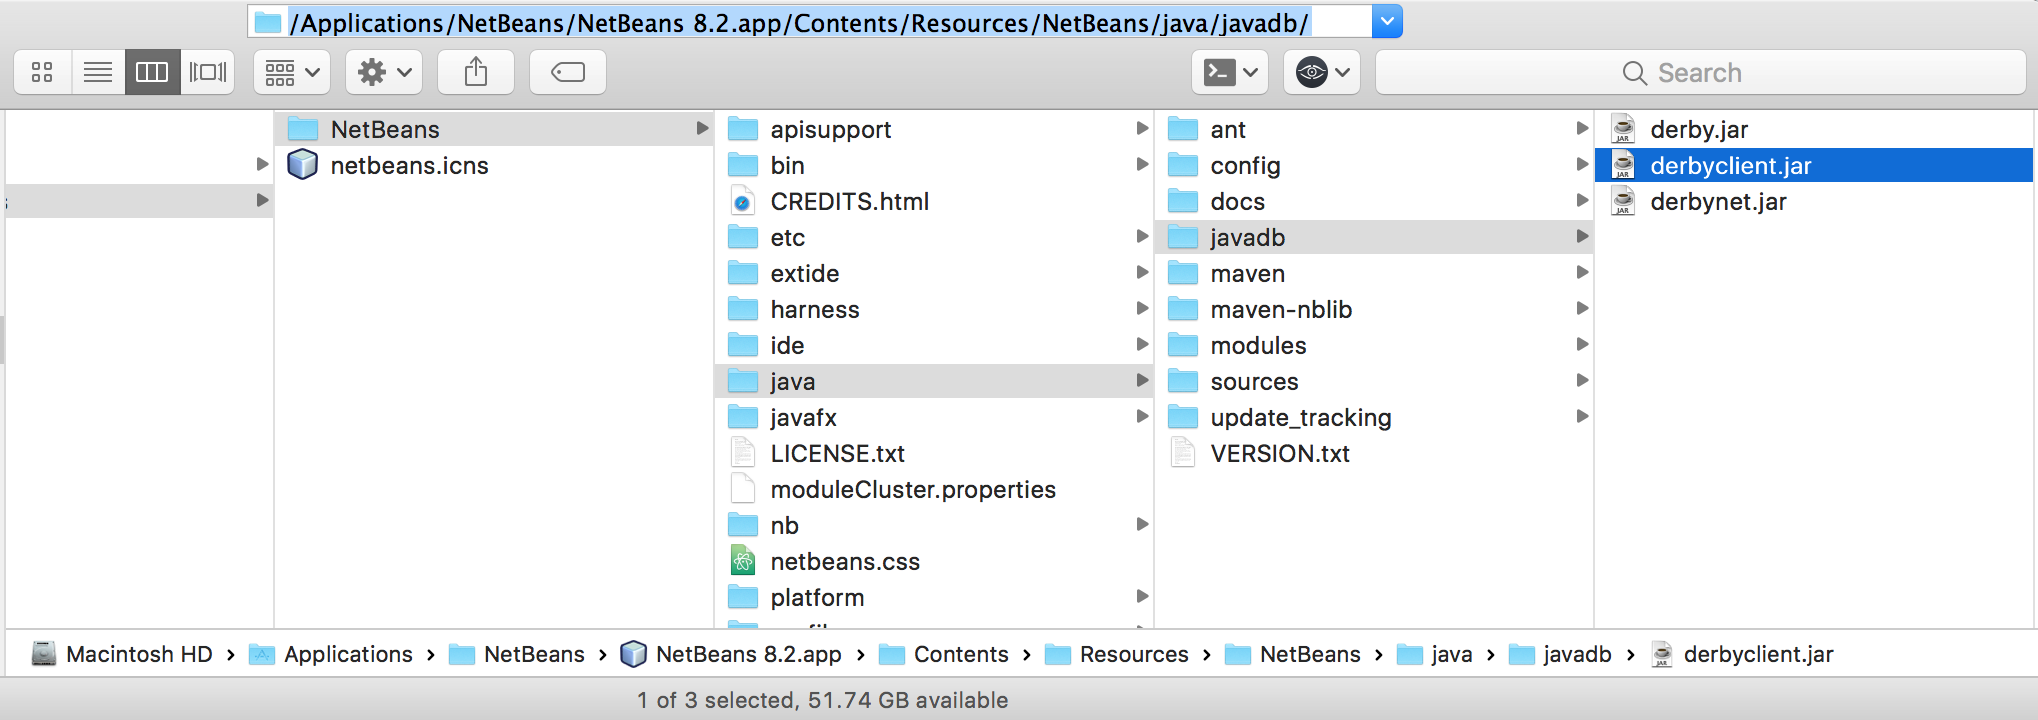 /Applications/NetBeans/NetBeans 8.2.app/Contents/Resources/NetBeans/java/javadb/
Search
NetBeans
netbeans.icns
apisupport
bin
CREDITS.html
etc
extide
harness
ide
java
javafx
LICENSE.txt
moduleCluster.properties
nb
netbeans.css
platform
ant
config
docs
javadb
maven
maven-nblib
modules
sources
update_tracking
VERSION.txt
derby.jar
derbyclient.jar
derbynet.jar
Macintosh HD › Applications › NetBeans › NetBeans 8.2.app › Contents › Resources › NetBeans › java › javadb › derbyclient.jar
1 of 3 selected, 51.74 GB available